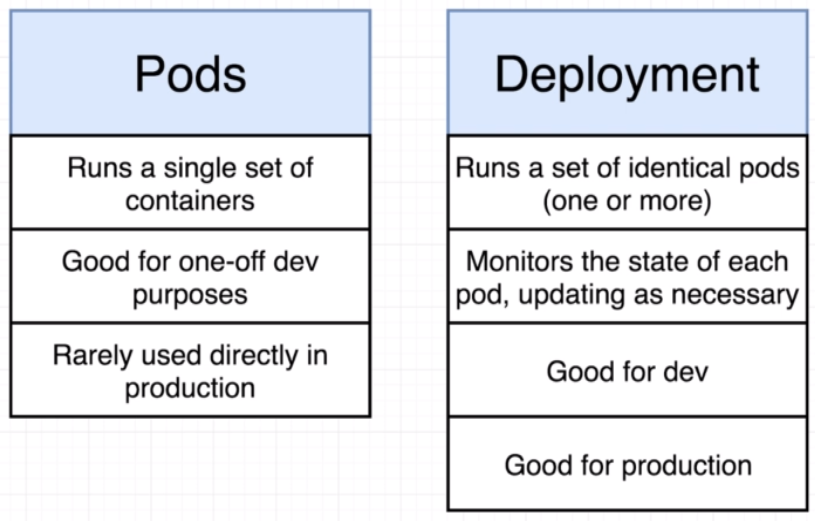 Pods
Runs a single set of
containers
Good for one-off dev
purposes
Rarely used directly in
production
Deployment
Runs a set of identical pods
(one or more)
Monitors the state of each
pod, updating as necessary
Good for dev
Good for production